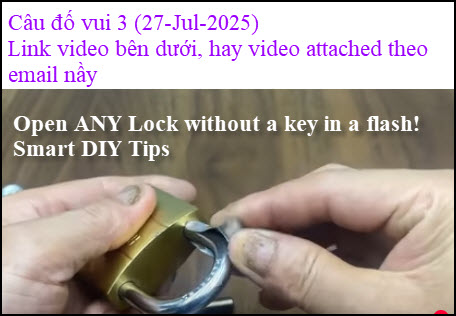 Câu đố vui 3 (27-Jul-2025)
Link video bên dưới, hay video attached theo
email nầy
Open ANY Lock without a key in a flash!
Smart DIY Tips